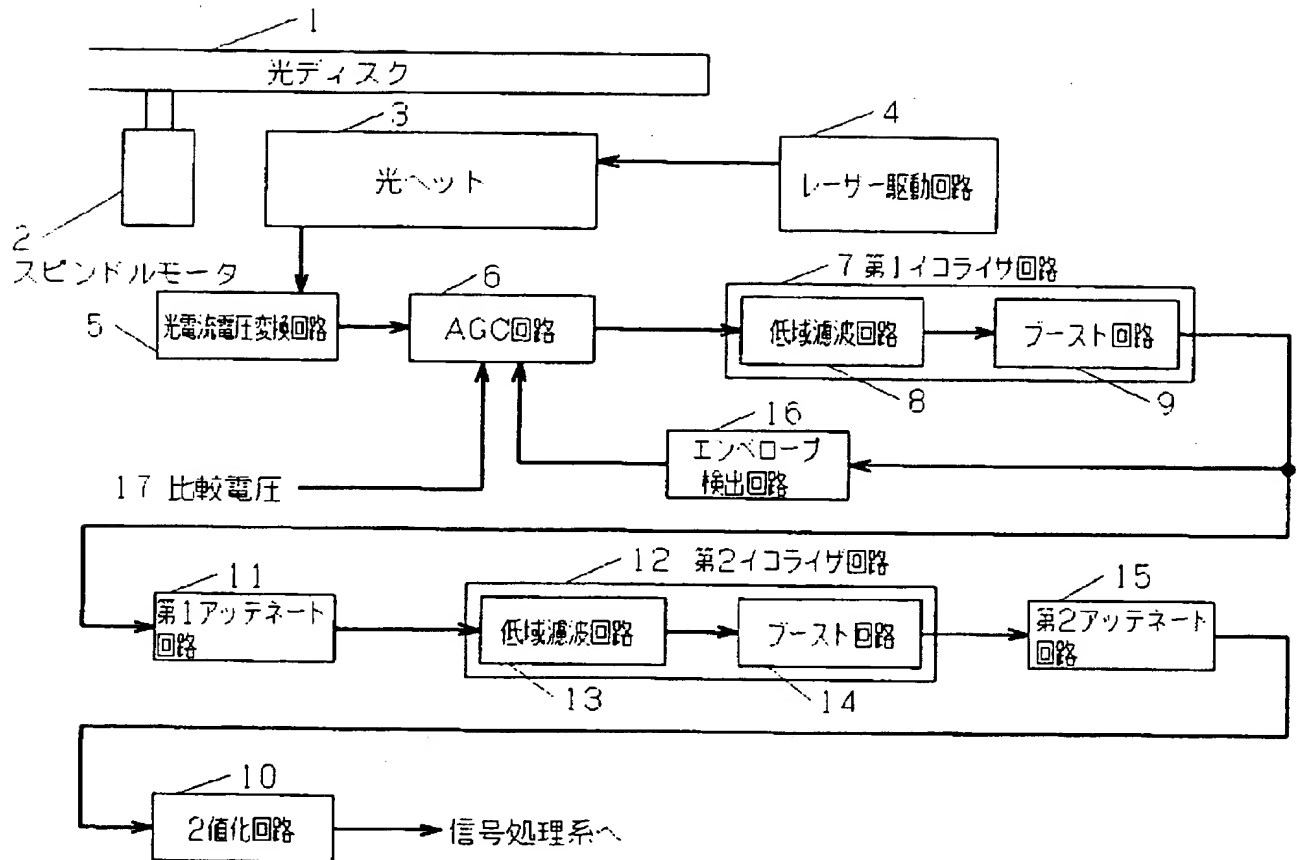 1
光ディスク
3
4
光ヘット
レーザー駆動回路
2
スピンドルモータ
7 第1イコライザ回路
6
5
光電流電圧変換回路
AGC回路
低域濾波回路
ブースト回路
8
9
16
エンベロープ
検出回路
17 比較電圧
12 第2イコライザ回路
11
15
第1アッテネート
回路
低域濾波回路
ブースト回路
第2アッテネート
回路
13
14
10
2値化回路
信号処理系へ